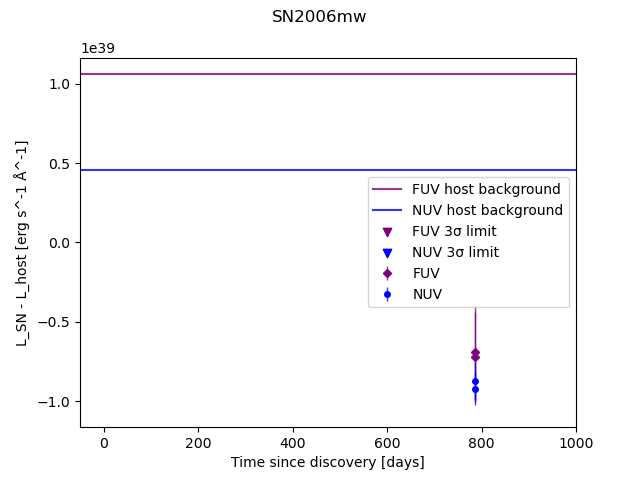 SN2006mw
1e39
1.0
0.5
0.0
−0.5
−1.0
L_SN - L_host [erg s^-1 Å^-1]
FUV host background
NUV host background
FUV 3σ limit
NUV 3σ limit
FUV
NUV
0 200 400 600 800 1000
Time since discovery [days]